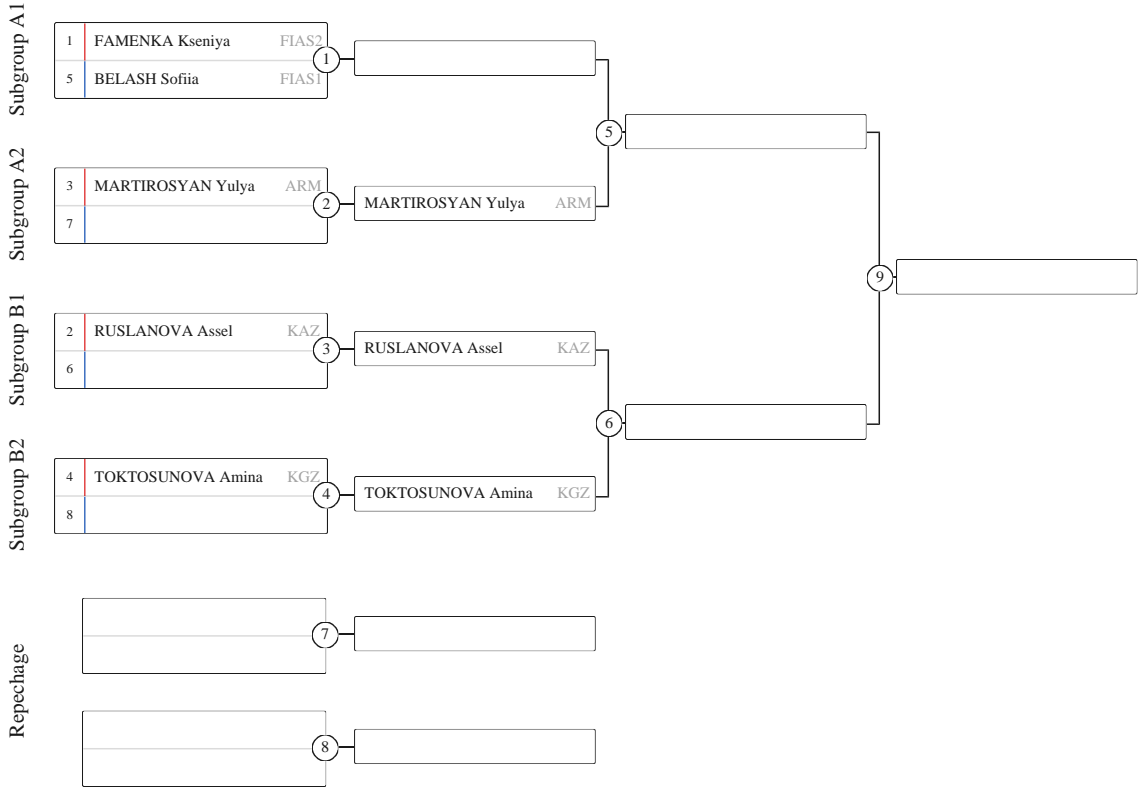 Subgroup A1
1 FAMENKA Kseniya FIAS2
1
5 BELASH Sofiia FIAS1
5
Subgroup A2
3 MARTIROSYAN Yulya ARM
2
MARTIROSYAN Yulya ARM
7
9
Subgroup B1
2 RUSLANOVA Assel KAZ
3
RUSLANOVA Assel KAZ
6
6
Subgroup B2
4 TOKTOSUNOVA Amina KGZ
4
TOKTOSUNOVA Amina KGZ
8
Repechage
7
8